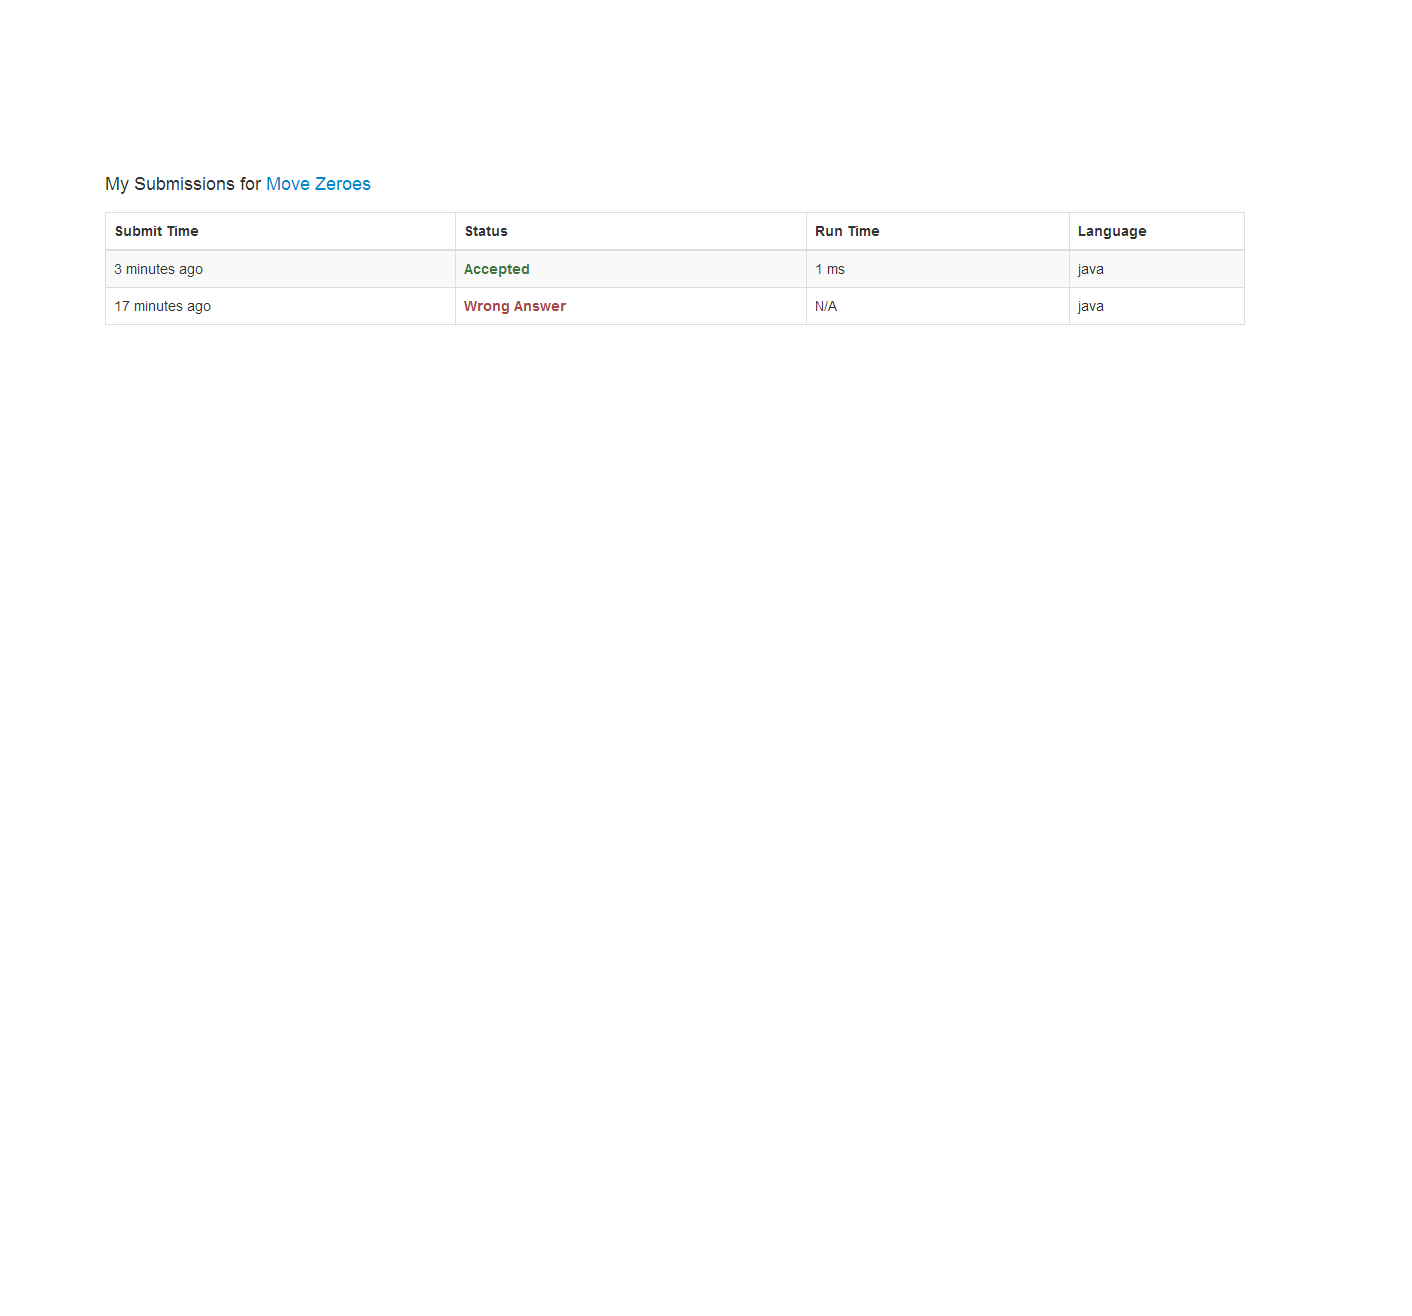 My Submissions for Move Zeroes
Submit Time Status Run Time Language
3 minutes ago Accepted 1 ms java
17 minutes ago Wrong Answer N/A java